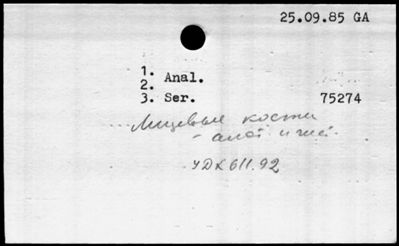 25.09.85 GA
1.
2. Anal.
3. Ser. 75274
Лицевые кости
- анат и гист.
УДК 611.92